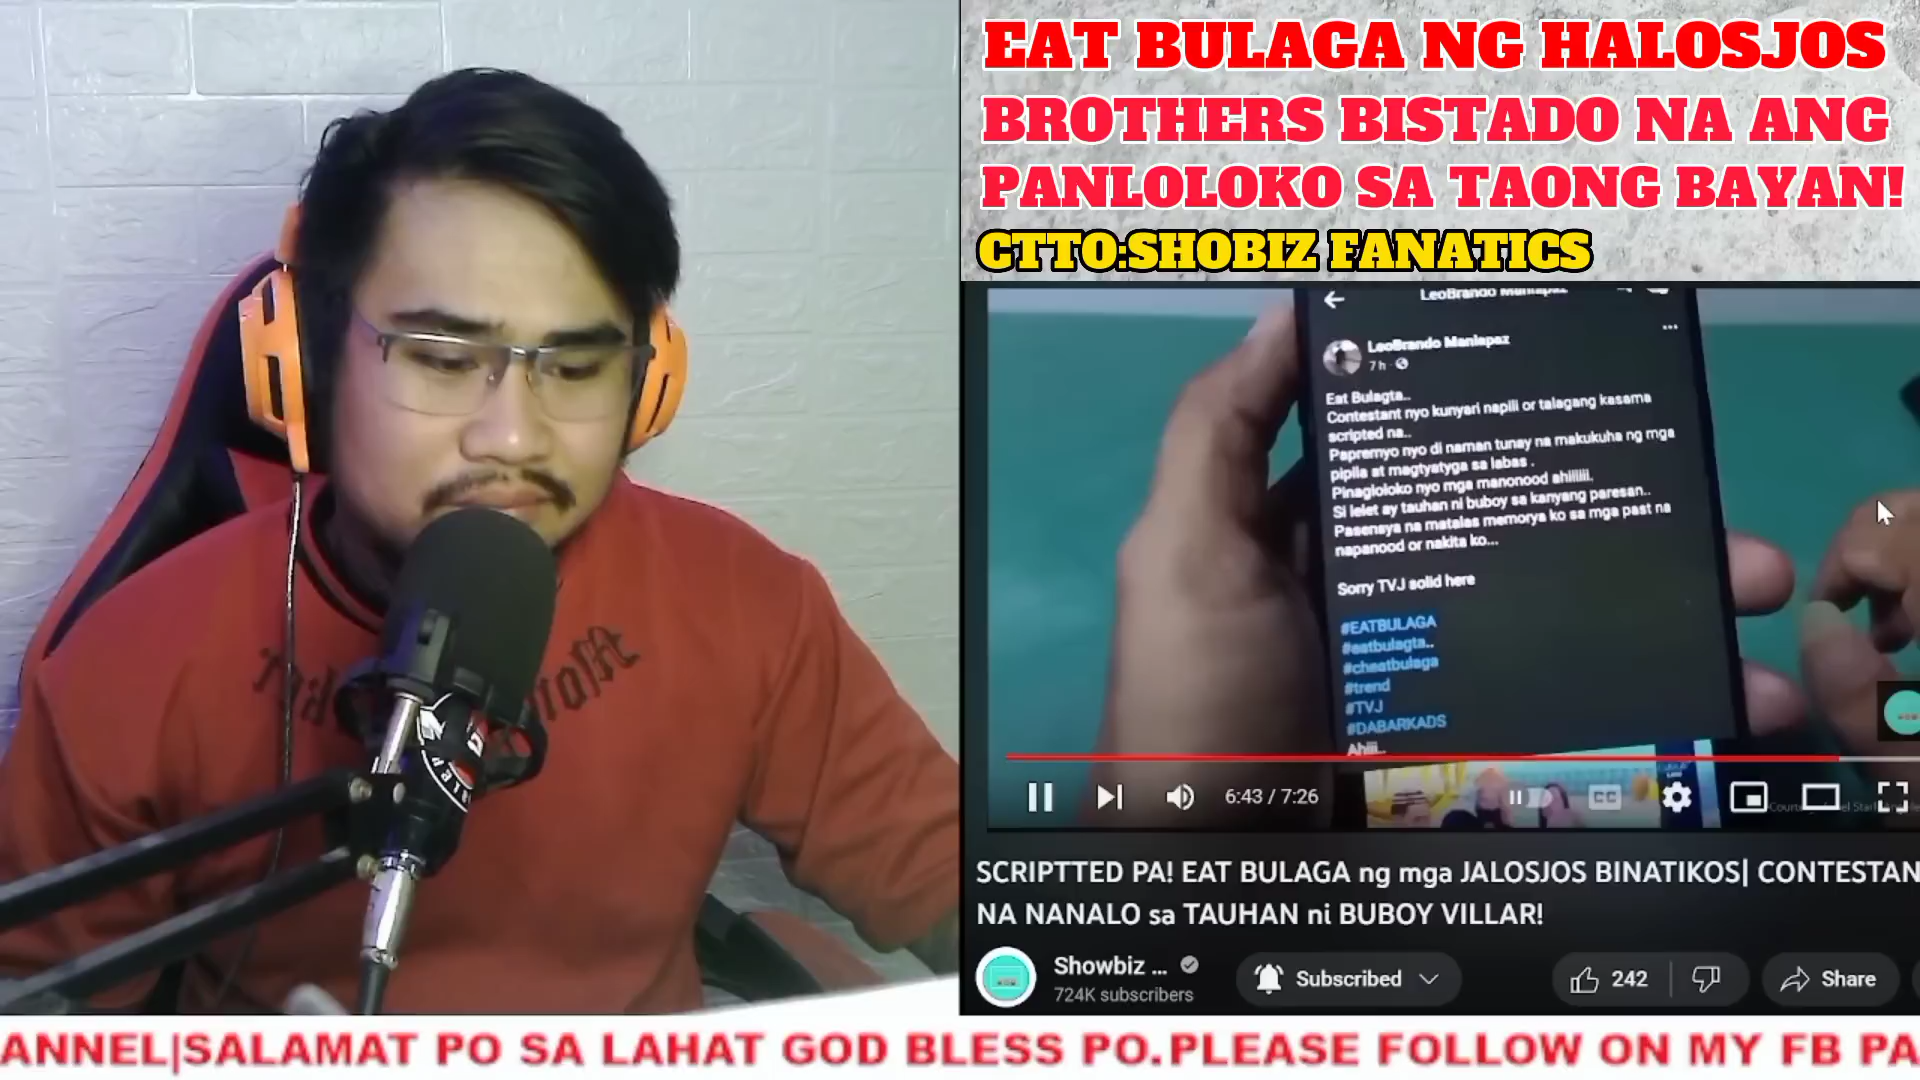 EAT BULAGA NG HALOSJOS
BROTHERS BISTADO NA ANG
PANLOLOKO SA TAONG BAYAN!
CTTO:SHOBIZ FANATICS
LeoBrando Manlapaz
LeoBrando Manlapaz
7h
Eat Bulagta..
Contestant nyo kunyari napili or talagang kasama
scripted na..
Papremyo nyo di naman tunay na makukuha ng mga
pipila at magtyatyga sa labas .
Pinagloloko nyo mga manonood ahiiiiii.
Si lelet ay tauhan ni buboy sa kanyang paresan..
Pasensya na matalas memorya ko sa mga past na
napanood or nakita ko...
Sorry TVJ solid here
#EATBULAGA
#eatbulagta..
#cheatbulaga
#trend
#TVJ
#DABARKADS
Ahiii..
6:43 / 7:26
CC
SCRIPTTED PA! EAT BULAGA ng mga JALOSJOS BINATIKOS| CONTESTAN
NA NANALO sa TAUHAN ni BUBOY VILLAR!
Showbiz ...
Subscribed
242
Share
724K subscribers
ANNEL|SALAMAT PO SA LAHAT GOD BLESS PO.PLEASE FOLLOW ON MY FB PA